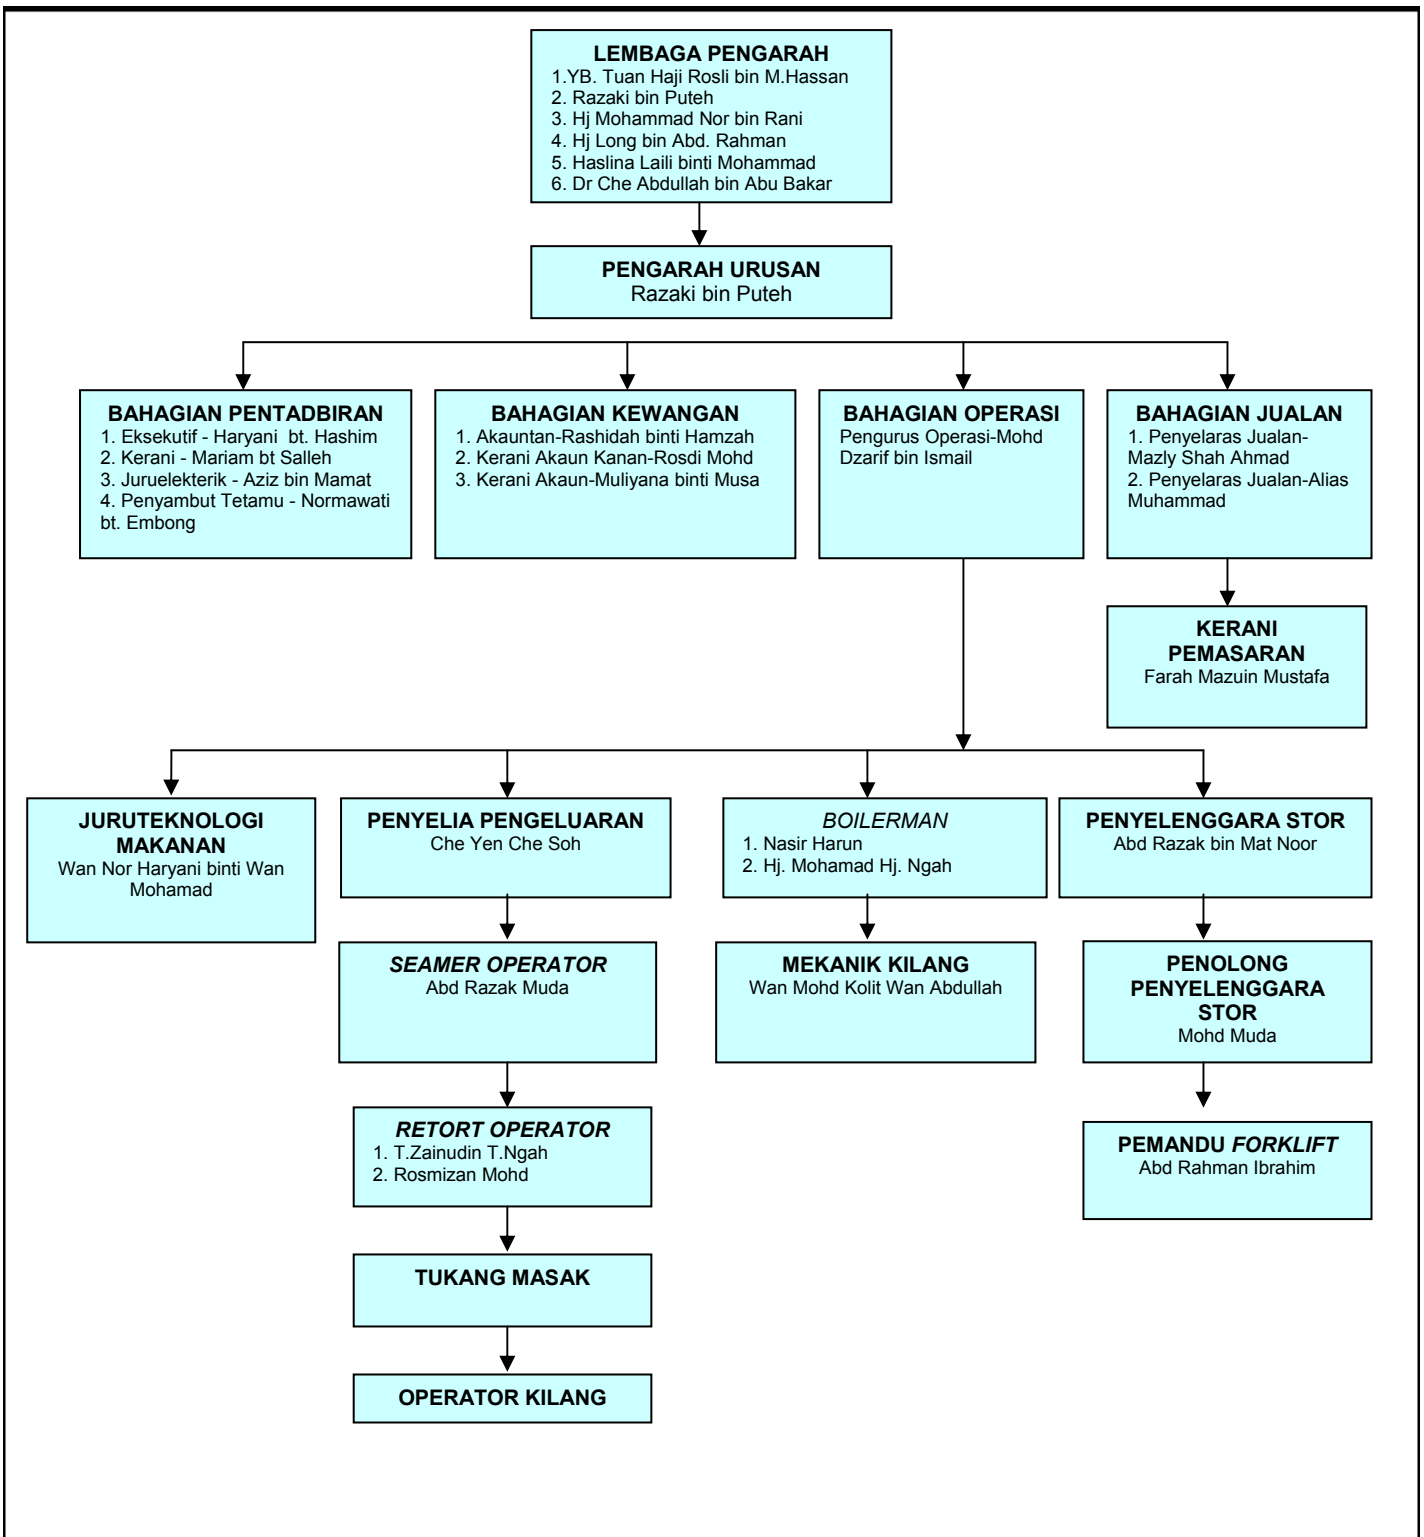 LEMBAGA PENGARAH
1.YB. Tuan Haji Rosli bin M.Hassan
2. Razaki bin Puteh
3. Hj Mohammad Nor bin Rani
4. Hj Long bin Abd. Rahman
5. Haslina Laili binti Mohammad
6. Dr Che Abdullah bin Abu Bakar
PENGARAH URUSAN
Razaki bin Puteh
BAHAGIAN PENTADBIRAN
1. Eksekutif - Haryani bt. Hashim
2. Kerani - Mariam bt Salleh
3. Juruelekterik - Aziz bin Mamat
4. Penyambut Tetamu - Normawati
bt. Embong
BAHAGIAN KEWANGAN
1. Akauntan-Rashidah binti Hamzah
2. Kerani Akaun Kanan-Rosdi Mohd
3. Kerani Akaun-Muliyana binti Musa
BAHAGIAN OPERASI
Pengurus Operasi-Mohd
Dzarif bin Ismail
BAHAGIAN JUALAN
1. Penyelaras Jualan-
Mazly Shah Ahmad
2. Penyelaras Jualan-Alias
Muhammad
KERANI
PEMASARAN
Farah Mazuin Mustafa
JURUTEKNOLOGI
MAKANAN
Wan Nor Haryani binti Wan
Mohamad
PENYELIA PENGELUARAN
Che Yen Che Soh
BOILERMAN
1. Nasir Harun
2. Hj. Mohamad Hj. Ngah
PENYELENGGARA STOR
Abd Razak bin Mat Noor
SEAMER OPERATOR
Abd Razak Muda
MEKANIK KILANG
Wan Mohd Kolit Wan Abdullah
PENOLONG
PENYELENGGARA
STOR
Mohd Muda
RETORT OPERATOR
1. T.Zainudin T.Ngah
2. Rosmizan Mohd
PEMANDU FORKLIFT
Abd Rahman Ibrahim
TUKANG MASAK
OPERATOR KILANG